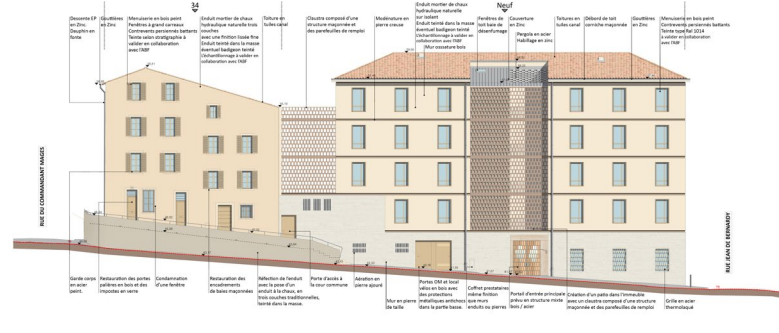 34
Neuf
Descente EP
en Zinc.
Dauphin en
fonte
Gouttières
en Zinc
Menuiserie en bois peint
Fenêtres à grand carreaux
Contrevents persiennés battants
Teinte selon stratigraphie à
valider en collaboration
avec l'ABF
Enduit mortier de chaux
hydraulique naturelle trois
couches
avec une finition lissée fine
Enduit teinté dans la masse
éventuel badigeon teinté
L'échantillonnage à valider en
collaboration avec l'ABF
Toiture en
tuiles canal
Claustra composé d'une
structure maçonnée et
des parefeuilles de remploi
Modénature en
pierre creuse
Enduit mortier de chaux
hydraulique naturelle
sur isolant
Enduit teinté dans la masse
éventuel badigeon teinté
L'échantillonnage à valider en
collaboration avec l'ABF
Mur ossature bois
Fenêtres de
toit baie de
désenfumage
Couverture
en Zinc
Pergola en acier
Habillage en zinc
Toitures en
tuiles canal
Débord de toit
corniche maçonnée
Gouttières
en Zinc
Menuiserie en bois peint
Contrevents persiennés battants
Teinte type Ral 1014
à valider en collaboration
avec l'ABF
RUE DU COMMANDANT MAGES
RUE JEAN DE BERNARDY
Garde corps
en acier
peint.
Restauration des portes
palières en bois et des
impostes en verre
Condamnation
d'une fenêtre
Restauration des
encadrements
de baies maçonnées
Réfection de l'enduit
avec la pose d'un
enduit à la chaux, en
trois couches traditionnelles,
teinté dans la masse.
Porte d'accès à
la cour commune
Aération en
pierre ajouré
Mur en pierre
de taille
Portes OM et local
vélos en bois avec
des protections
métalliques antichocs
dans la partie basse.
Coffret prestataires
même finition
que murs
enduits ou pierres
Portail d'entrée principale
prévu en structure mixte
bois / acier
Création d'un patio dans l'immeuble
avec un claustra composé d'une structure
maçonnée et des parefeuilles de remploi
Grille en acier
thermolaqué